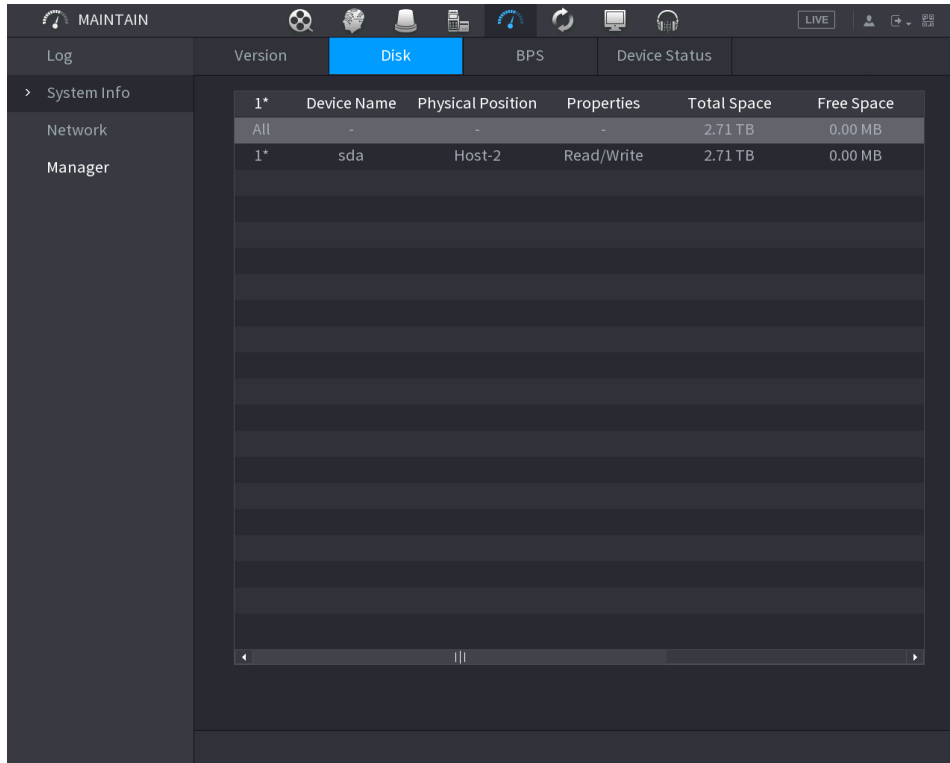 MAINTAIN LIVE
Log Version Disk BPS Device Status
> System Info
Network
Manager
1* Device Name Physical Position Properties Total Space Free Space
All - - - 2.71 TB 0.00 MB
1* sda Host-2 Read/Write 2.71 TB 0.00 MB